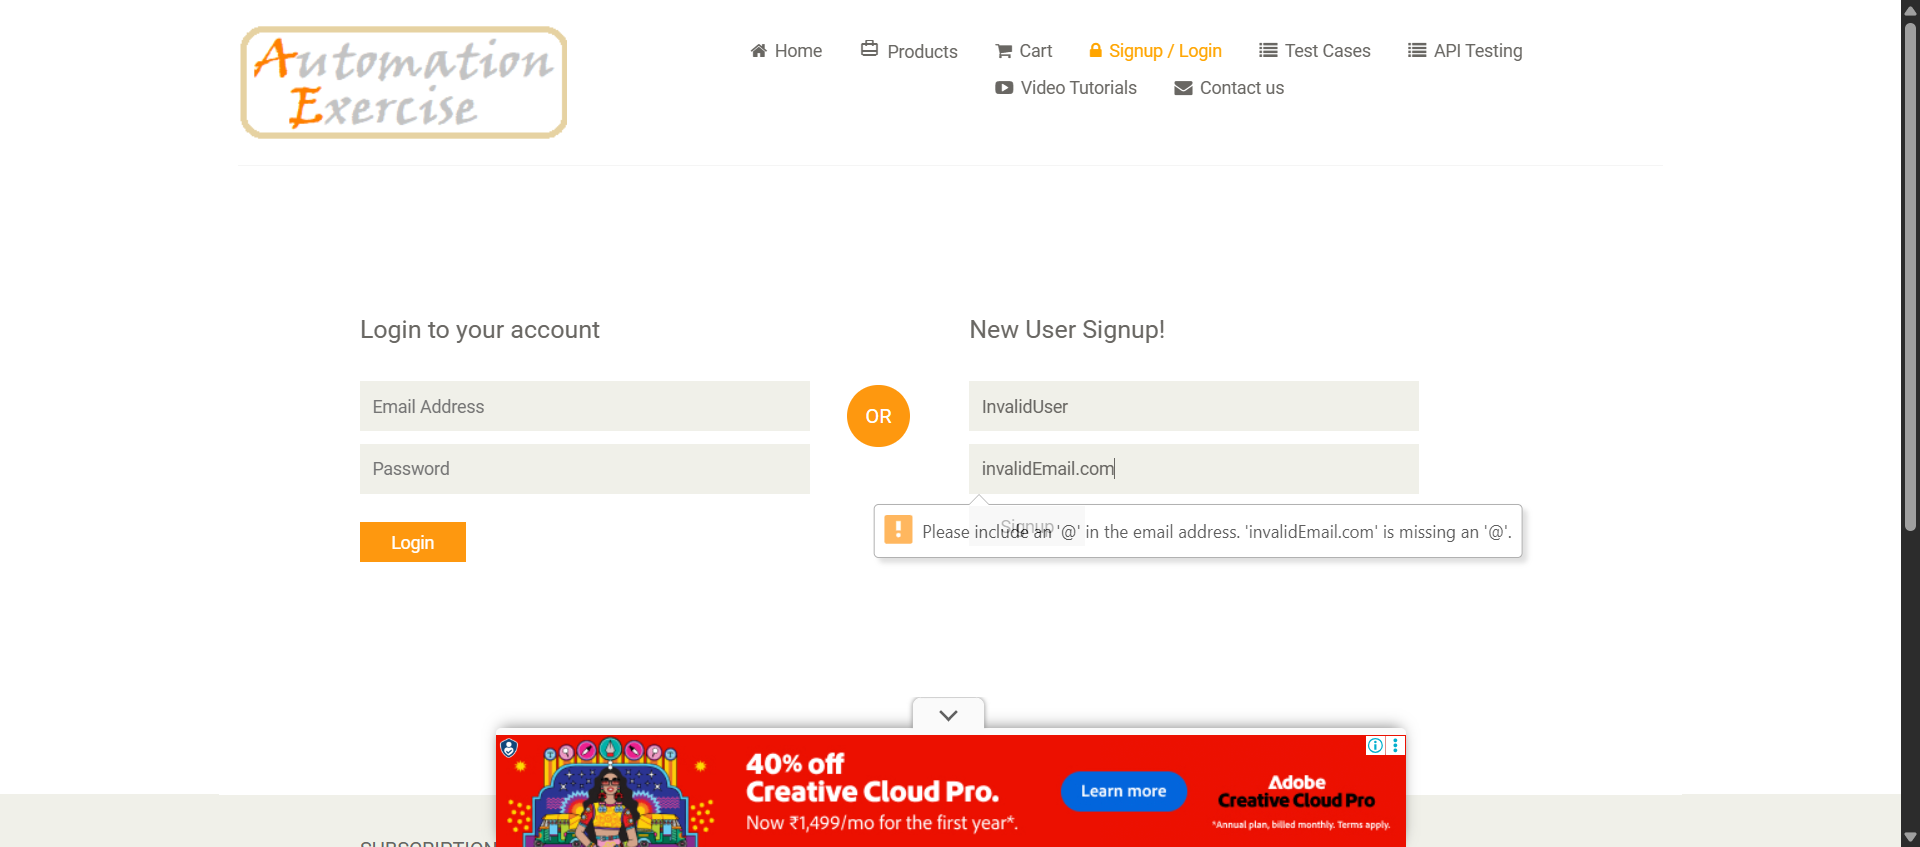 Automation
Exercise
Home
Products
Cart
Signup / Login
Test Cases
API Testing
Video Tutorials
Contact us
Login to your account
New User Signup!
Email Address
InvalidUser
OR
Password
invalidEmail.com
Signup
Please include an '@' in the email address. 'invalidEmail.com' is missing an '@'.
Login
40% off
Creative Cloud Pro.
Now ₹1,499/mo for the first year*.
Learn more
Adobe
Creative Cloud Pro
*Annual plan, billed monthly. Terms apply.
SUBSCRIPTION